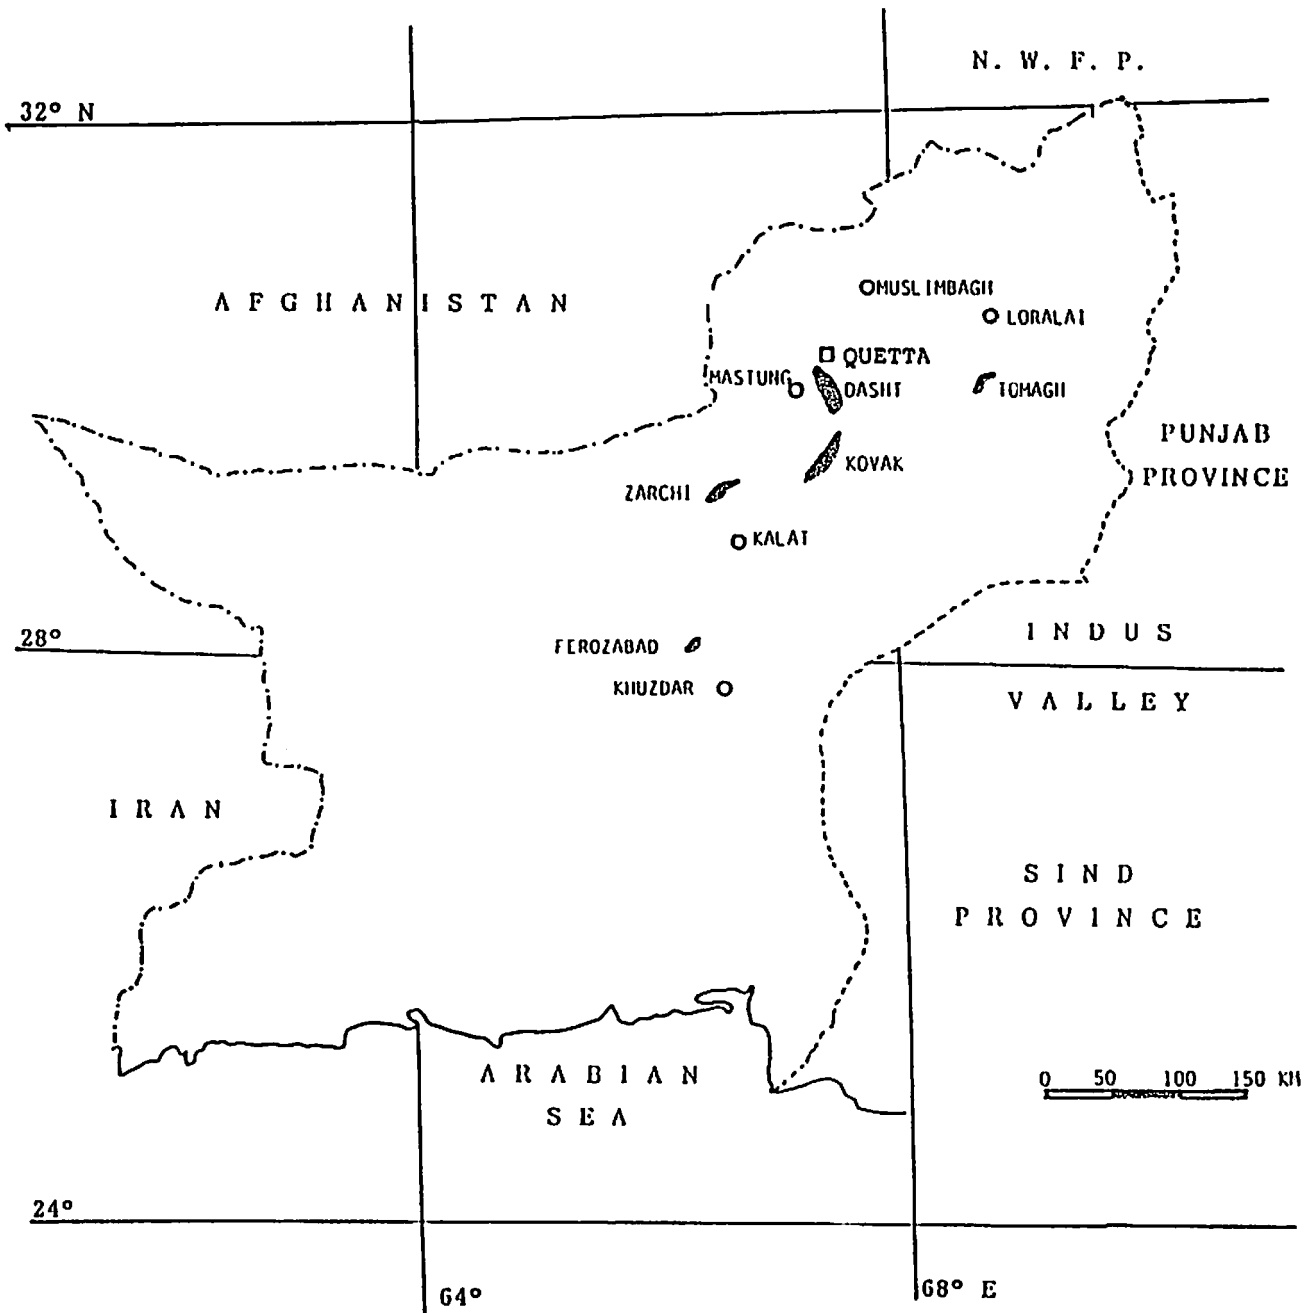 N. W. F. P.
32° N
AFGHANISTAN
MUSLIMBAGH
LORALAI
QUETTA
MASTUNG
DASHT
TOMAGH
PUNJAB
PROVINCE
KOVAK
ZARCHI
KALAT
28°
INDUS
VALLEY
FEROZABAD
KHUZDAR
IRAN
SIND
PROVINCE
ARABIAN
SEA
0 50 100 150 KM
24°
64°
68° E